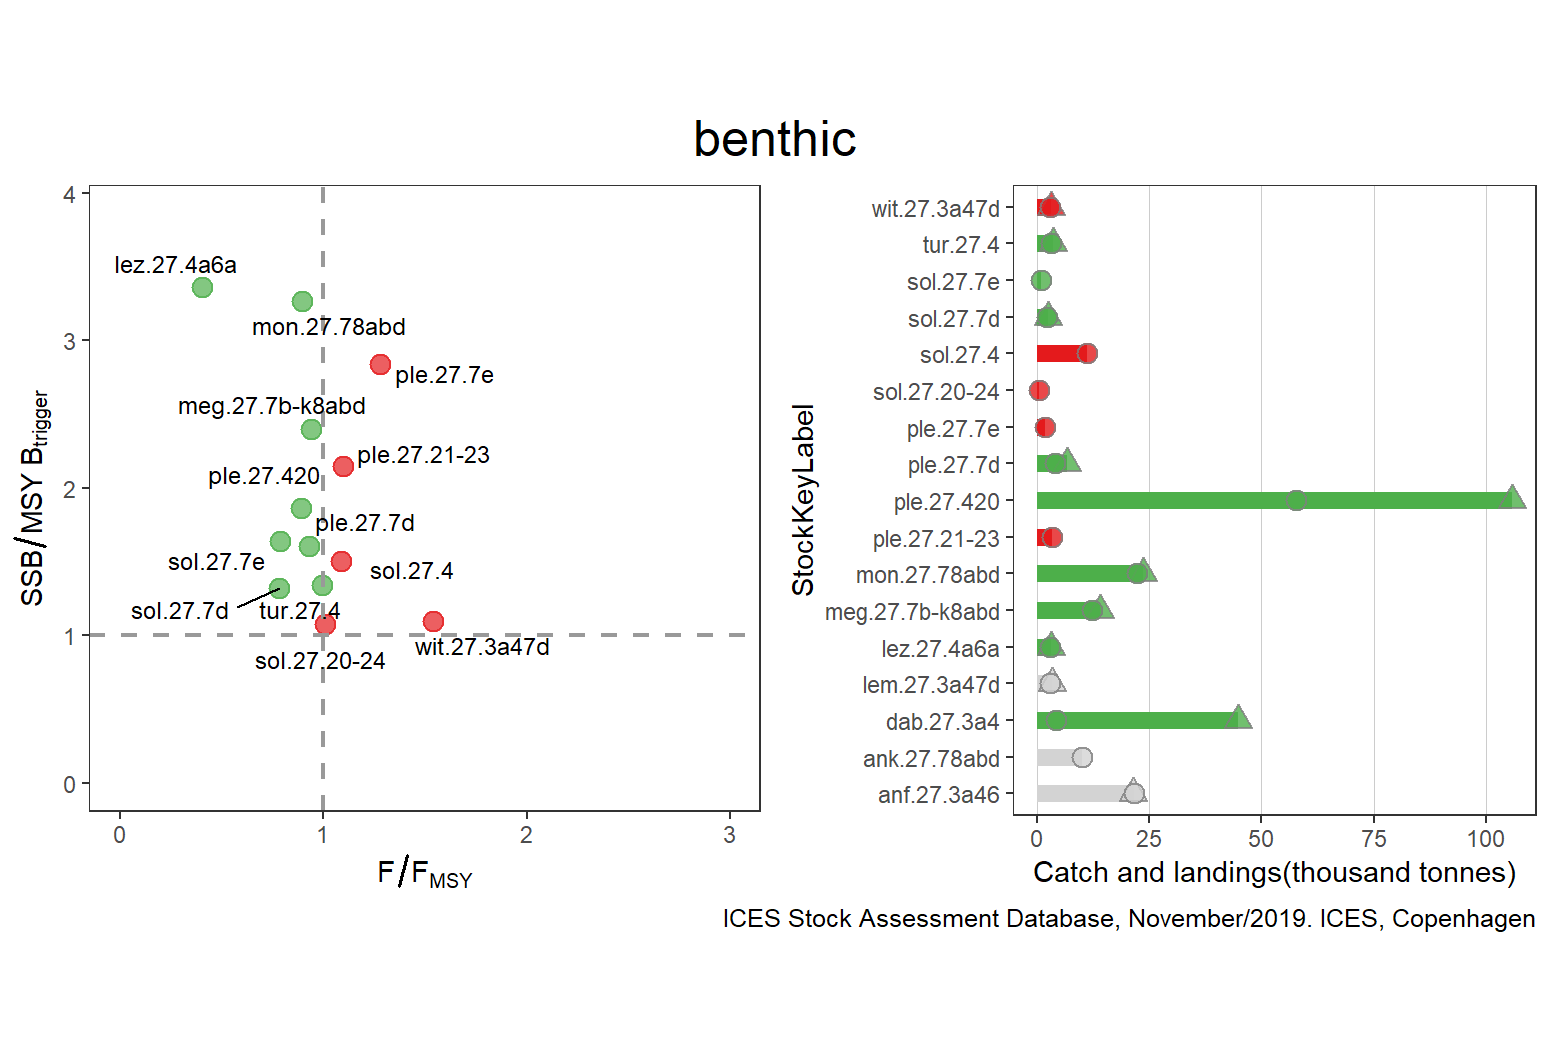 benthic
SSB/MSY Btrigger
4
3
2
1
0
lez.27.4a6a
mon.27.78abd
ple.27.7e
meg.27.7b-k8abd
ple.27.21-23
ple.27.420
ple.27.7d
sol.27.7e
sol.27.4
sol.27.7d
tur.27.4
wit.27.3a47d
sol.27.20-24
0 1 2 3
F/FMSY
StockKeyLabel
wit.27.3a47d
tur.27.4
sol.27.7e
sol.27.7d
sol.27.4
sol.27.20-24
ple.27.7e
ple.27.7d
ple.27.420
ple.27.21-23
mon.27.78abd
meg.27.7b-k8abd
lez.27.4a6a
lem.27.3a47d
dab.27.3a4
ank.27.78abd
anf.27.3a46
0 25 50 75 100
Catch and landings(thousand tonnes)
ICES Stock Assessment Database, November/2019. ICES, Copenhagen